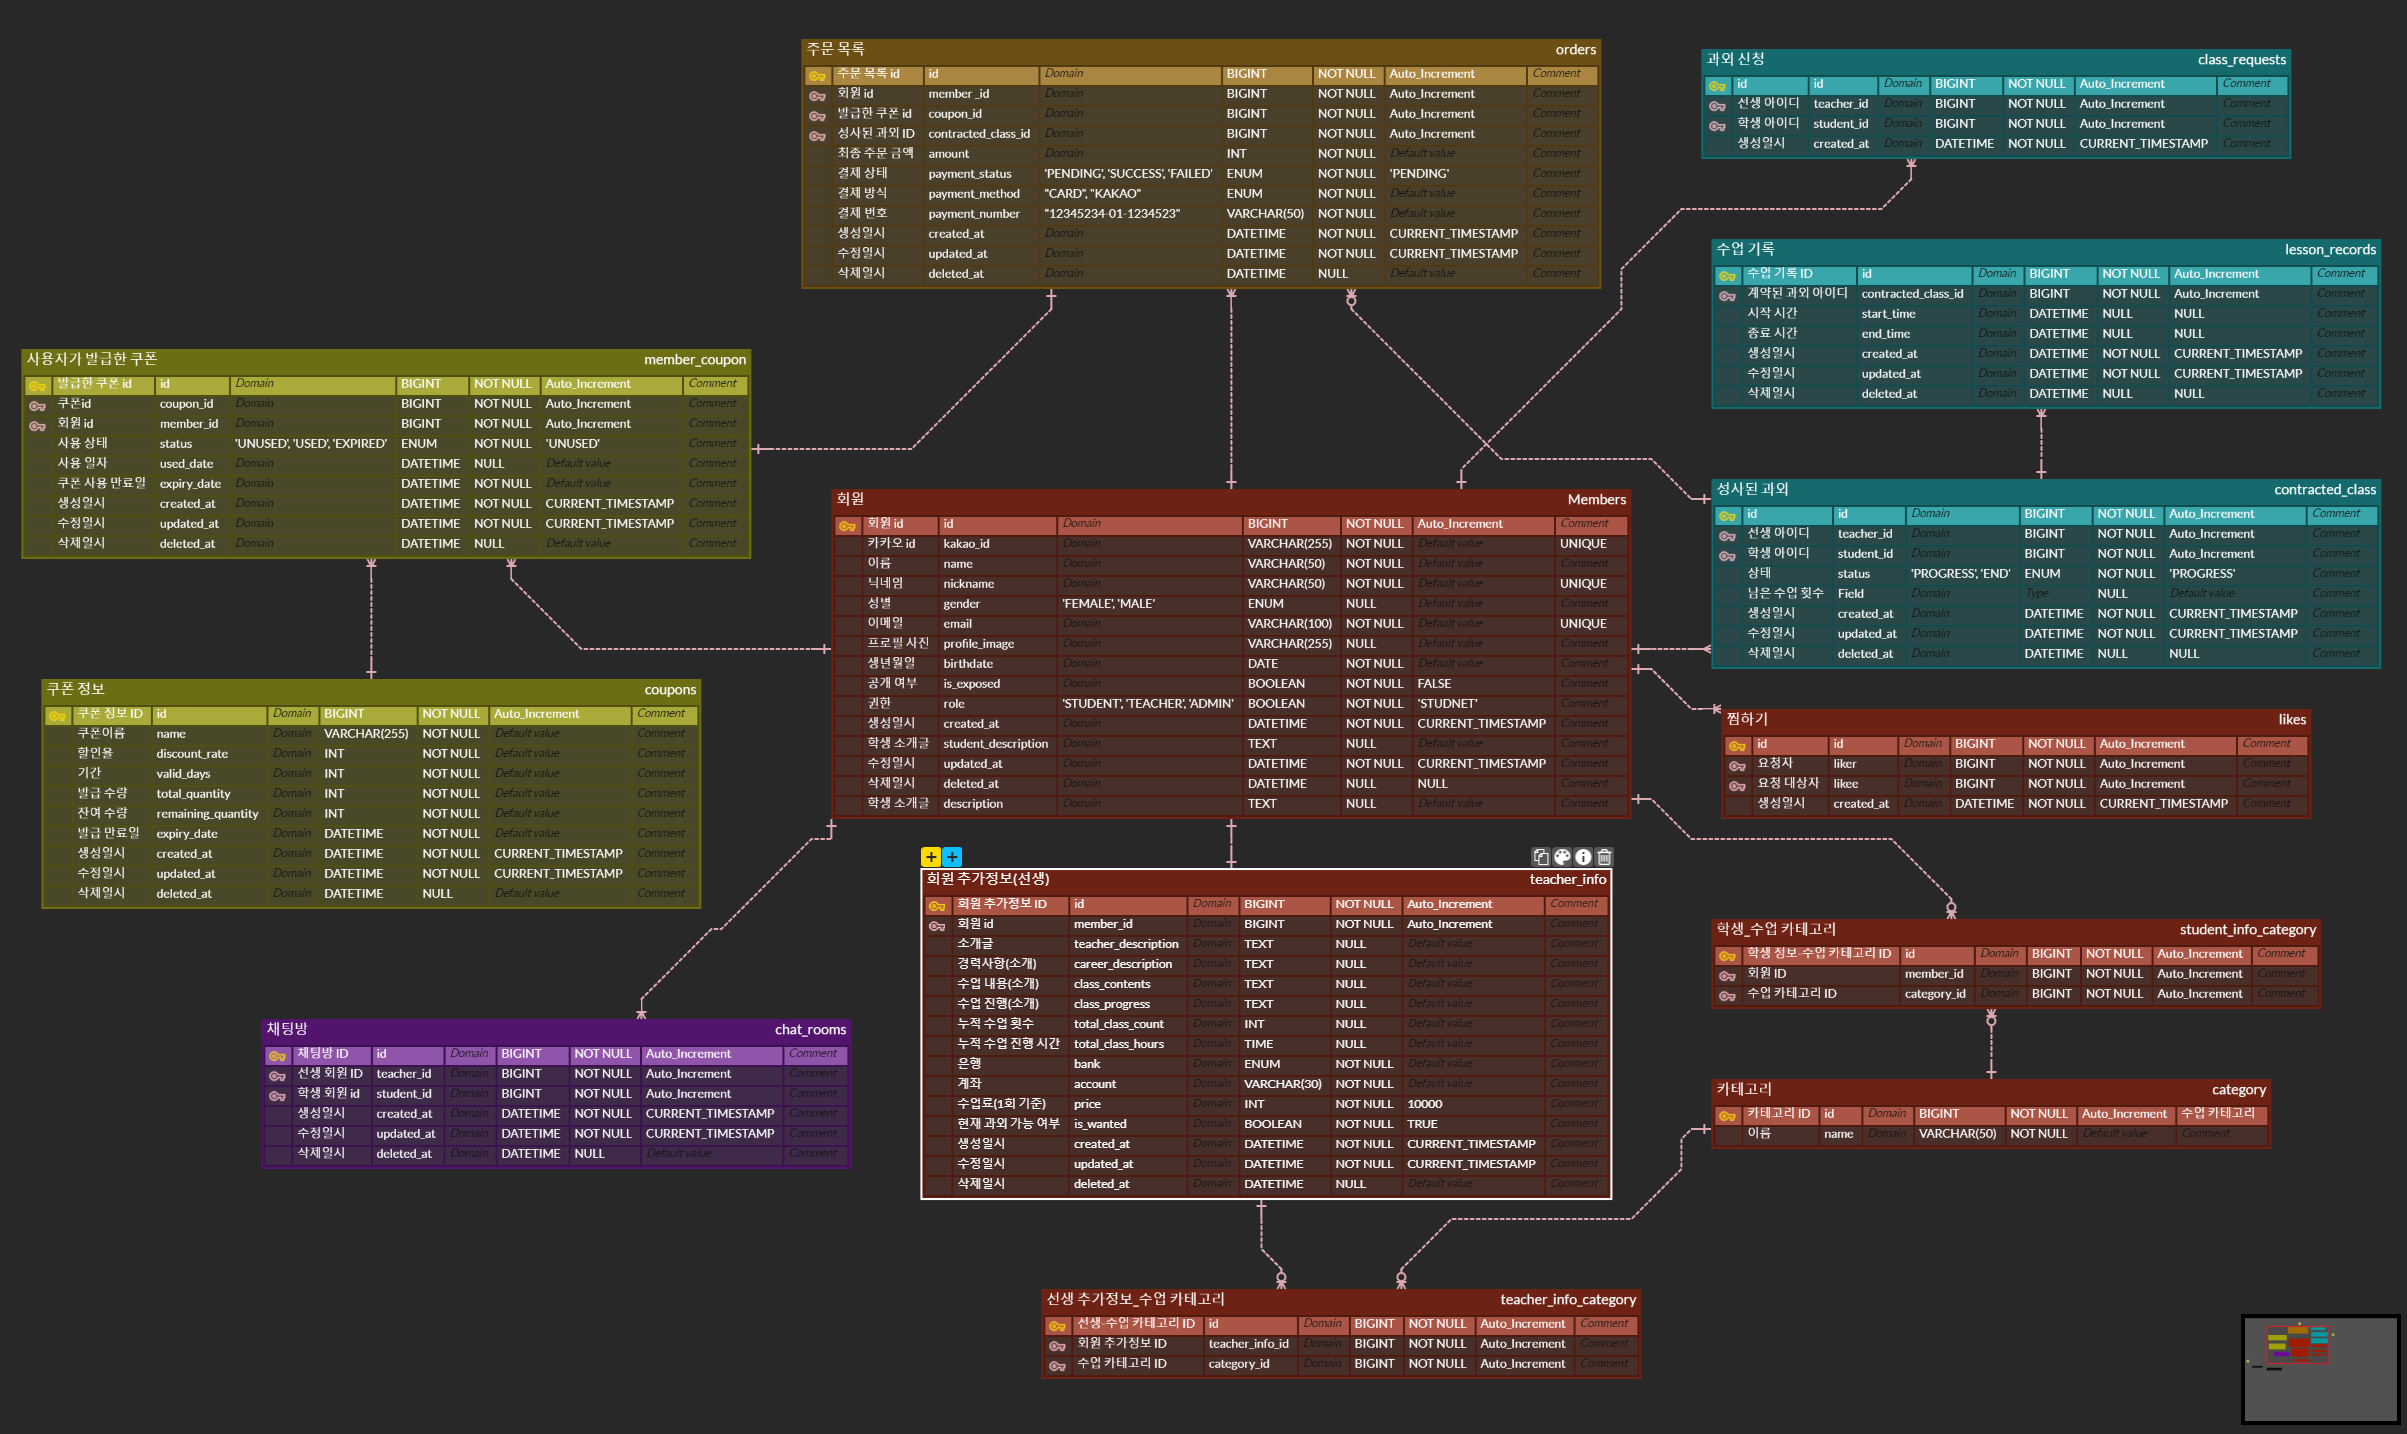 주문 목록 orders
주문 목록 id id Domain BIGINT NOT NULL Auto_Increment Comment
회원 id member _id Domain BIGINT NOT NULL Auto_Increment Comment
발급한 쿠폰 id coupon_id Domain BIGINT NOT NULL Auto_Increment Comment
성사된 과외 ID contracted_class_id Domain BIGINT NOT NULL Auto_Increment Comment
최종 주문 금액 amount Domain INT NOT NULL Default value Comment
결제 상태 payment_status 'PENDING', 'SUCCESS', 'FAILED' ENUM NOT NULL 'PENDING' Comment
결제 방식 payment_method "CARD", "KAKAO" ENUM NOT NULL Default value Comment
결제 번호 payment_number "12345234-01-1234523" VARCHAR(50) NOT NULL Default value Comment
생성일시 created_at Domain DATETIME NOT NULL CURRENT_TIMESTAMP Comment
수정일시 updated_at Domain DATETIME NOT NULL CURRENT_TIMESTAMP Comment
삭제일시 deleted_at Domain DATETIME NULL Default value Comment
과외 신청 class_requests
id id Domain BIGINT NOT NULL Auto_Increment Comment
선생 아이디 teacher_id Domain BIGINT NOT NULL Auto_Increment Comment
학생 아이디 student_id Domain BIGINT NOT NULL Auto_Increment Comment
생성일시 created_at Domain DATETIME NOT NULL CURRENT_TIMESTAMP Comment
수업 기록 lesson_records
수업 기록 ID id Domain BIGINT NOT NULL Auto_Increment Comment
계약된 과외 아이디 contracted_class_id Domain BIGINT NOT NULL Auto_Increment Comment
시작 시간 start_time Domain DATETIME NULL NULL Comment
종료 시간 end_time Domain DATETIME NULL NULL Comment
생성일시 created_at Domain DATETIME NOT NULL CURRENT_TIMESTAMP Comment
수정일시 updated_at Domain DATETIME NOT NULL CURRENT_TIMESTAMP Comment
삭제일시 deleted_at Domain DATETIME NULL NULL Comment
사용자가 발급한 쿠폰 member_coupon
발급한 쿠폰 id id Domain BIGINT NOT NULL Auto_Increment Comment
쿠폰id coupon_id Domain BIGINT NOT NULL Auto_Increment Comment
회원 id member_id Domain BIGINT NOT NULL Auto_Increment Comment
사용 상태 status 'UNUSED', 'USED', 'EXPIRED' ENUM NOT NULL 'UNUSED' Comment
사용 일자 used_date Domain DATETIME NULL Default value Comment
쿠폰 사용 만료일 expiry_date Domain DATETIME NOT NULL Default value Comment
생성일시 created_at Domain DATETIME NOT NULL CURRENT_TIMESTAMP Comment
수정일시 updated_at Domain DATETIME NOT NULL CURRENT_TIMESTAMP Comment
삭제일시 deleted_at Domain DATETIME NULL Default value Comment
회원 Members
회원 id id Domain BIGINT NOT NULL Auto_Increment Comment
카카오 id kakao_id Domain VARCHAR(255) NOT NULL Default value UNIQUE
이름 name Domain VARCHAR(50) NOT NULL Default value Comment
닉네임 nickname Domain VARCHAR(50) NOT NULL Default value UNIQUE
성별 gender 'FEMALE', 'MALE' ENUM NULL Default value Comment
이메일 email Domain VARCHAR(100) NOT NULL Default value UNIQUE
프로필 사진 profile_image Domain VARCHAR(255) NULL Default value Comment
생년월일 birthdate Domain DATE NOT NULL Default value Comment
공개 여부 is_exposed Domain BOOLEAN NOT NULL FALSE Comment
권한 role 'STUDENT', 'TEACHER', 'ADMIN' BOOLEAN NOT NULL 'STUDNET' Comment
생성일시 created_at Domain DATETIME NOT NULL CURRENT_TIMESTAMP Comment
학생 소개글 student_description Domain TEXT NULL Default value Comment
수정일시 updated_at Domain DATETIME NOT NULL CURRENT_TIMESTAMP Comment
삭제일시 deleted_at Domain DATETIME NULL NULL Comment
학생 소개글 description Domain TEXT NULL Default value Comment
성사된 과외 contracted_class
id id Domain BIGINT NOT NULL Auto_Increment Comment
선생 아이디 teacher_id Domain BIGINT NOT NULL Auto_Increment Comment
학생 아이디 student_id Domain BIGINT NOT NULL Auto_Increment Comment
상태 status 'PROGRESS', 'END' ENUM NOT NULL 'PROGRESS' Comment
남은 수업 횟수 Field Domain Type NULL Default value Comment
생성일시 created_at Domain DATETIME NOT NULL CURRENT_TIMESTAMP Comment
수정일시 updated_at Domain DATETIME NOT NULL CURRENT_TIMESTAMP Comment
삭제일시 deleted_at Domain DATETIME NULL NULL Comment
쿠폰 정보 coupons
쿠폰 정보 ID id Domain BIGINT NOT NULL Auto_Increment Comment
쿠폰이름 name Domain VARCHAR(255) NOT NULL Default value Comment
할인율 discount_rate Domain INT NOT NULL Default value Comment
기간 valid_days Domain INT NOT NULL Default value Comment
발급 수량 total_quantity Domain INT NOT NULL Default value Comment
잔여 수량 remaining_quantity Domain INT NOT NULL Default value Comment
발급 만료일 expiry_date Domain DATETIME NOT NULL Default value Comment
생성일시 created_at Domain DATETIME NOT NULL CURRENT_TIMESTAMP Comment
수정일시 updated_at Domain DATETIME NOT NULL CURRENT_TIMESTAMP Comment
삭제일시 deleted_at Domain DATETIME NULL Default value Comment
찜하기 likes
id id Domain BIGINT NOT NULL Auto_Increment Comment
요청자 liker Domain BIGINT NOT NULL Auto_Increment Comment
요청 대상자 likee Domain BIGINT NOT NULL Auto_Increment Comment
생성일시 created_at Domain DATETIME NOT NULL CURRENT_TIMESTAMP Comment
회원 추가정보(선생) teacher_info
회원 추가정보 ID id Domain BIGINT NOT NULL Auto_Increment Comment
회원 id member_id Domain BIGINT NOT NULL Auto_Increment Comment
소개글 teacher_description Domain TEXT NULL Default value Comment
경력사항(소개) career_description Domain TEXT NULL Default value Comment
수업 내용(소개) class_contents Domain TEXT NULL Default value Comment
수업 진행(소개) class_progress Domain TEXT NULL Default value Comment
누적 수업 횟수 total_class_count Domain INT NULL Default value Comment
누적 수업 진행 시간 total_class_hours Domain TIME NULL Default value Comment
은행 bank Domain ENUM NOT NULL Default value Comment
계좌 account Domain VARCHAR(30) NOT NULL Default value Comment
수업료(1회 기준) price Domain INT NOT NULL 10000 Comment
현재 과외 가능 여부 is_wanted Domain BOOLEAN NOT NULL TRUE Comment
생성일시 created_at Domain DATETIME NOT NULL CURRENT_TIMESTAMP Comment
수정일시 updated_at Domain DATETIME NOT NULL CURRENT_TIMESTAMP Comment
삭제일시 deleted_at Domain DATETIME NULL Default value Comment
학생_수업 카테고리 student_info_category
학생 정보-수업 카테고리 ID id Domain BIGINT NOT NULL Auto_Increment Comment
회원 ID member_id Domain BIGINT NOT NULL Auto_Increment Comment
수업 카테고리 ID category_id Domain BIGINT NOT NULL Auto_Increment Comment
채팅방 chat_rooms
채팅방 ID id Domain BIGINT NOT NULL Auto_Increment Comment
선생 회원 ID teacher_id Domain BIGINT NOT NULL Auto_Increment Comment
학생 회원 id student_id Domain BIGINT NOT NULL Auto_Increment Comment
생성일시 created_at Domain DATETIME NOT NULL CURRENT_TIMESTAMP Comment
수정일시 updated_at Domain DATETIME NOT NULL CURRENT_TIMESTAMP Comment
삭제일시 deleted_at Domain DATETIME NULL Default value Comment
카테고리 category
카테고리 ID id Domain BIGINT NOT NULL Auto_Increment 수업 카테고리
이름 name Domain VARCHAR(50) NOT NULL Default value Comment
선생 추가정보_수업 카테고리 teacher_info_category
선생-수업 카테고리 ID id Domain BIGINT NOT NULL Auto_Increment Comment
회원 추가정보 ID teacher_info_id Domain BIGINT NOT NULL Auto_Increment Comment
수업 카테고리 ID category_id Domain BIGINT NOT NULL Auto_Increment Comment